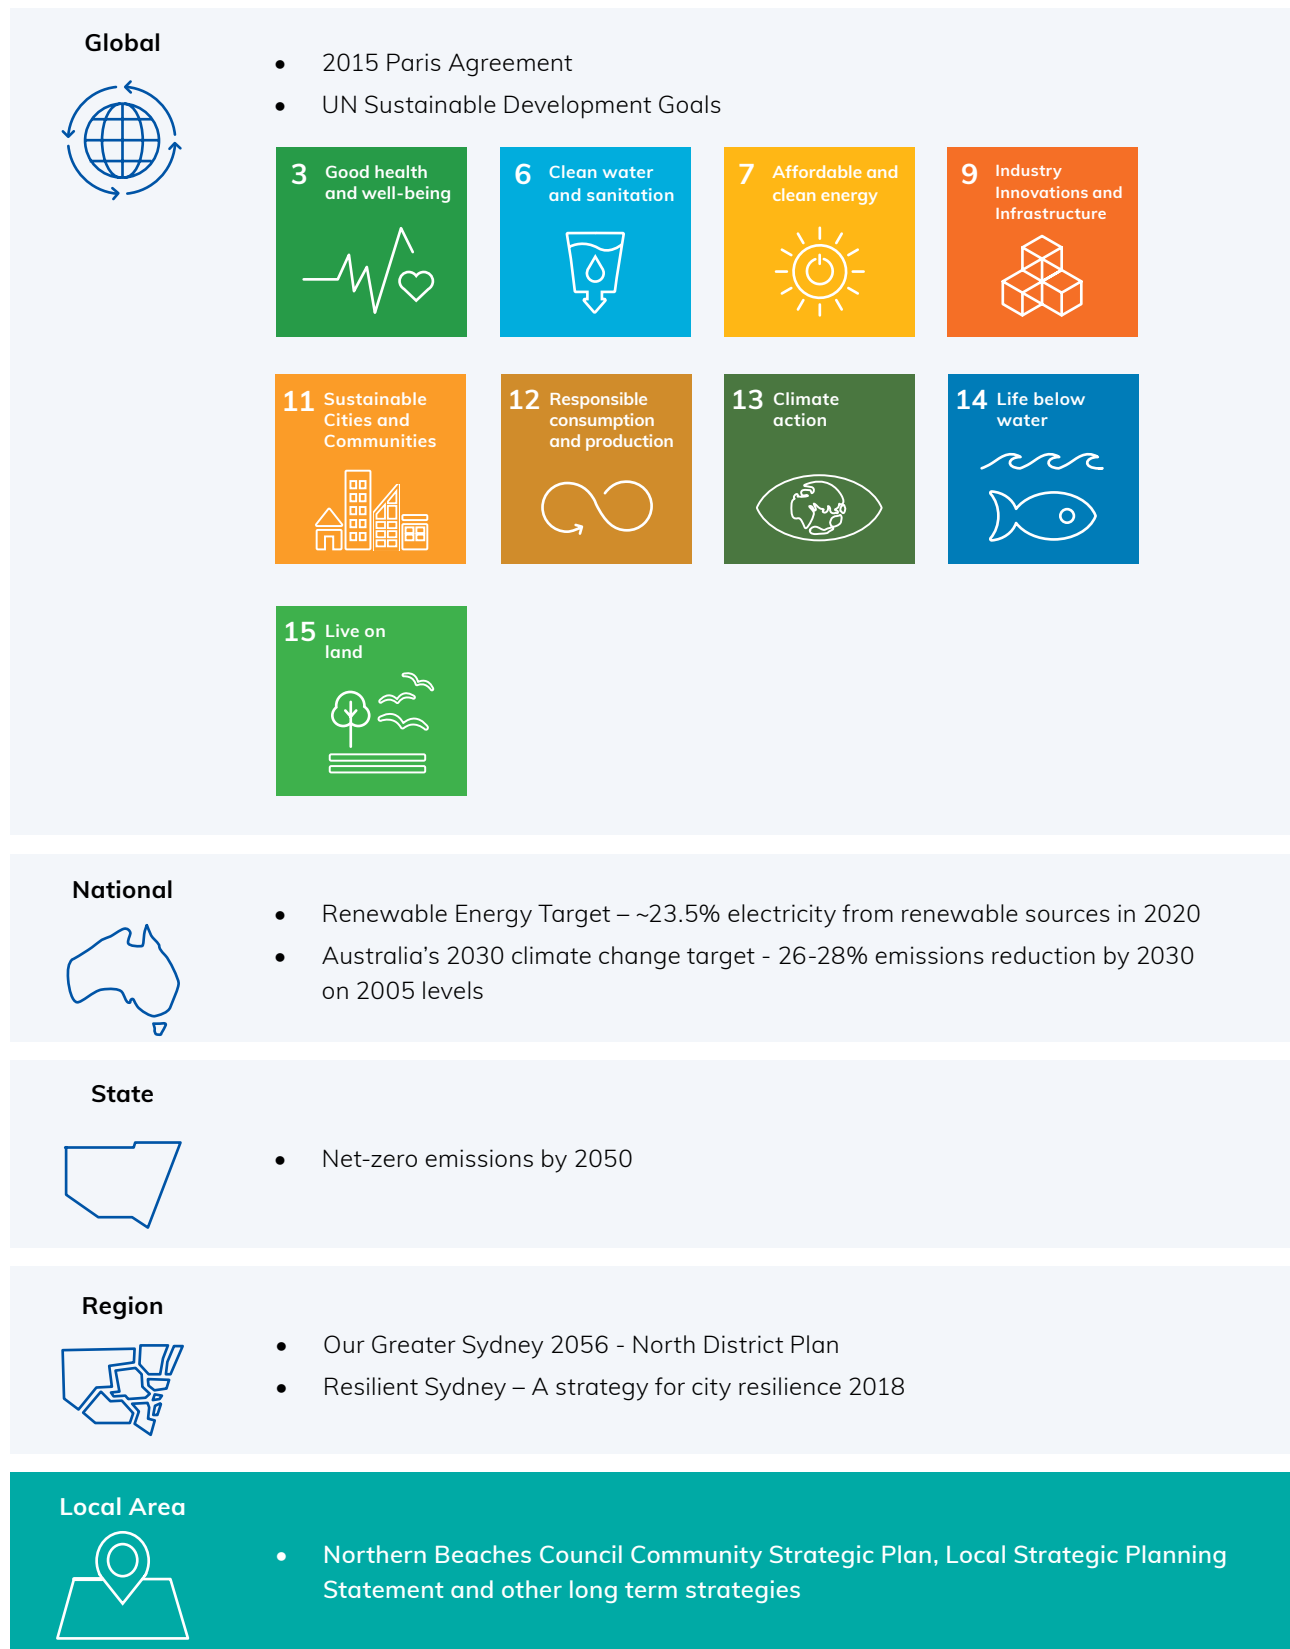 Global
• 2015 Paris Agreement
• UN Sustainable Development Goals
3 Good health
and well-being
6 Clean water
and sanitation
7 Affordable and
clean energy
9 Industry
Innovations and
Infrastructure
11 Sustainable
Cities and
Communities
12 Responsible
consumption
and production
13 Climate
action
14 Life below
water
15 Live on
land
National
• Renewable Energy Target – ~23.5% electricity from renewable sources in 2020
• Australia’s 2030 climate change target - 26-28% emissions reduction by 2030
on 2005 levels
State
• Net-zero emissions by 2050
Region
• Our Greater Sydney 2056 - North District Plan
• Resilient Sydney – A strategy for city resilience 2018
Local Area
• Northern Beaches Council Community Strategic Plan, Local Strategic Planning
Statement and other long term strategies